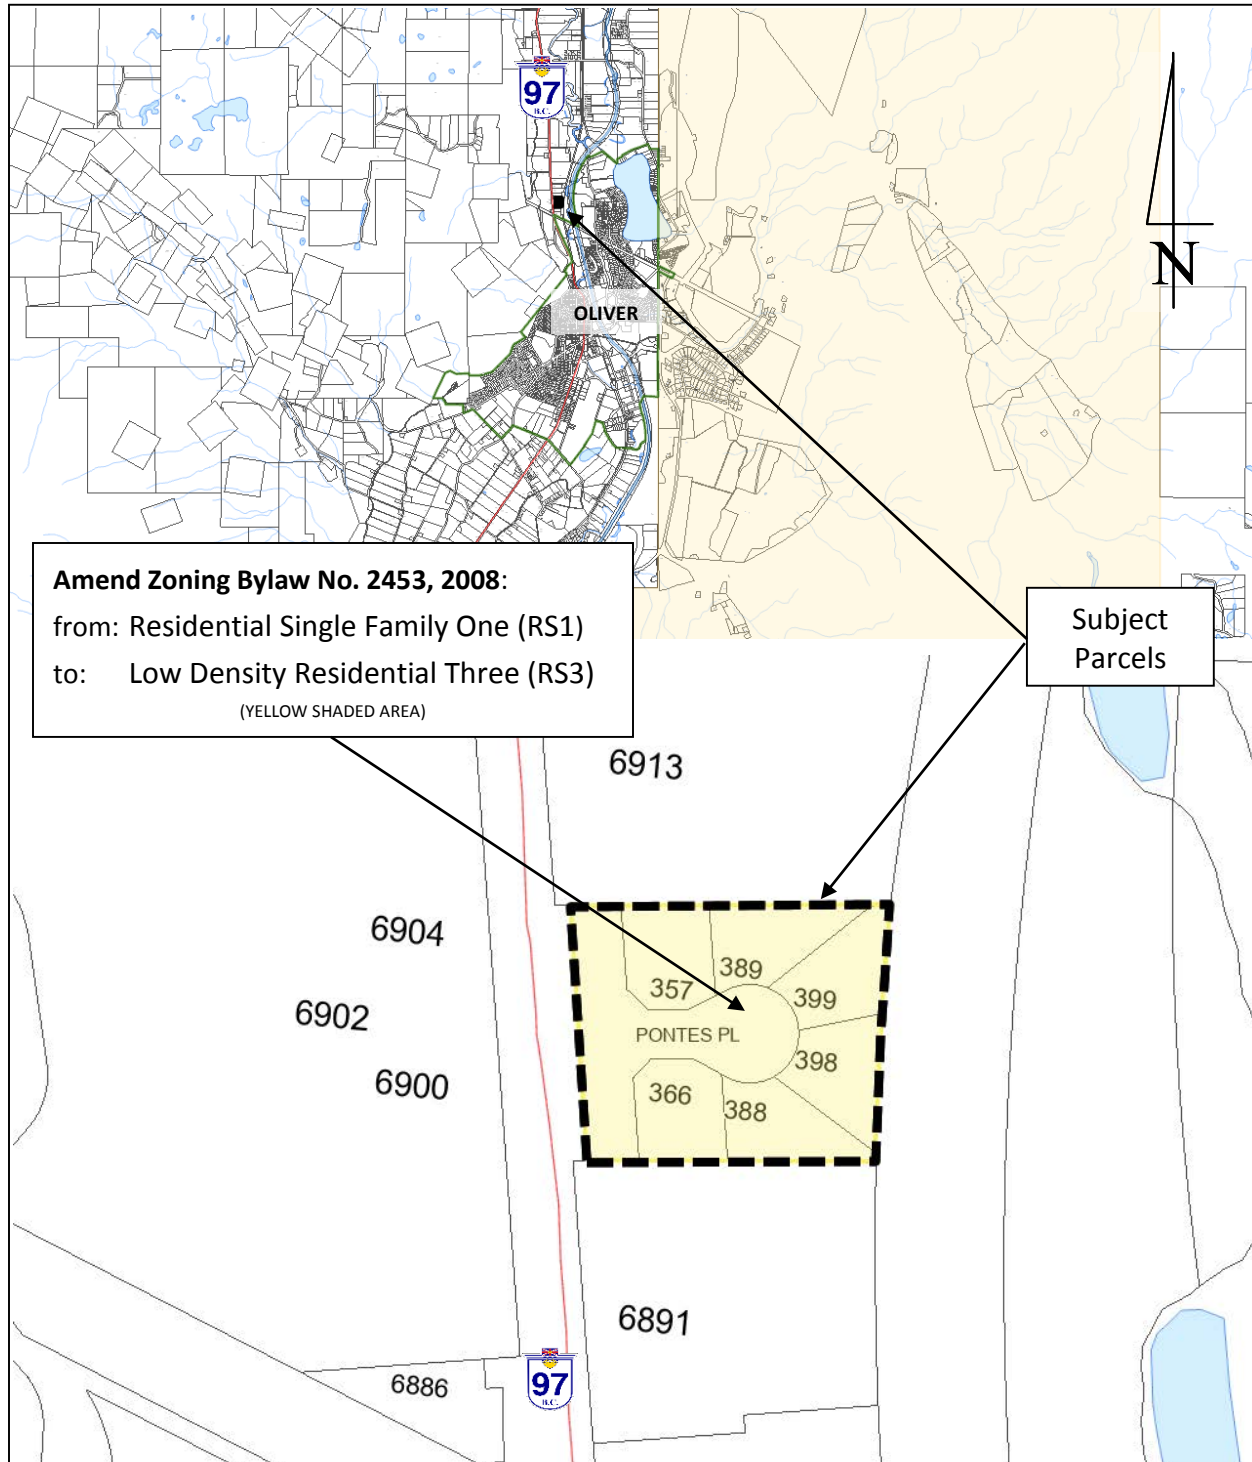 97
B.C.
N
OLIVER
Amend Zoning Bylaw No. 2453, 2008:
from: Residential Single Family One (RS1)
to: Low Density Residential Three (RS3)
(YELLOW SHADED AREA)
Subject
Parcels
6913
6904
389
357
399
6902
PONTES PL
398
6900
366
388
6891
97
B.C.
6886